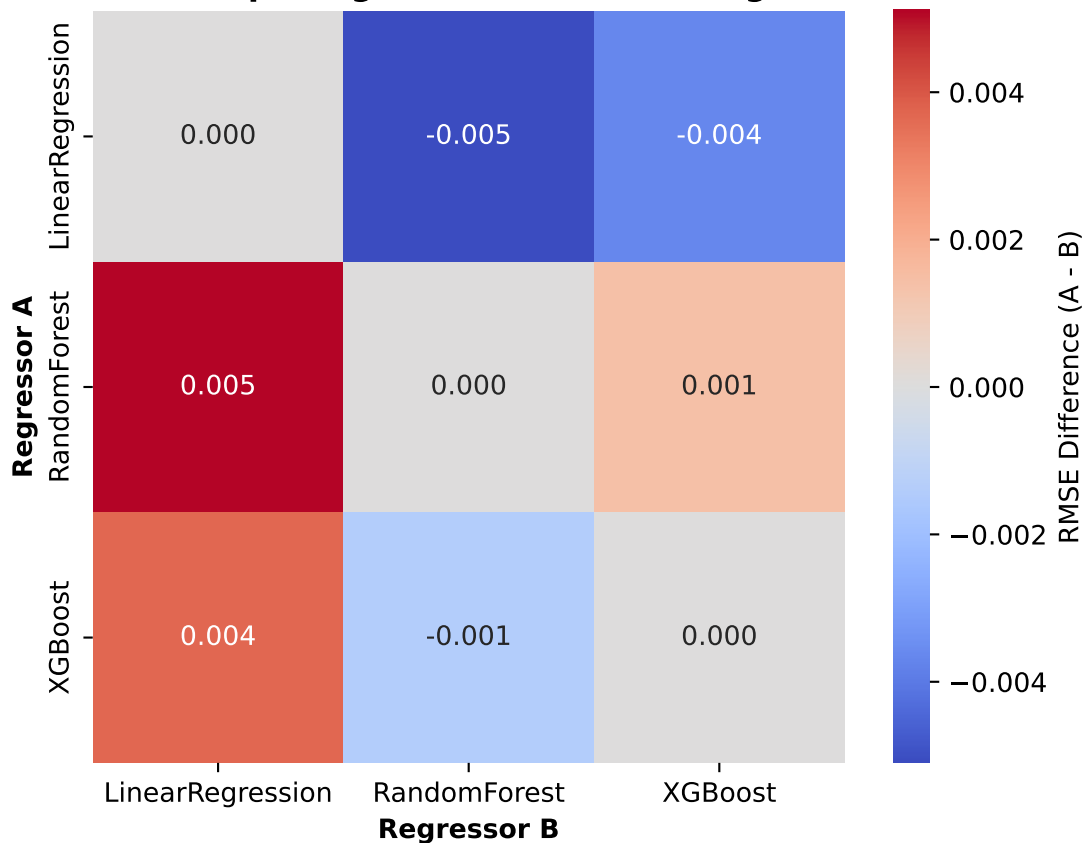 LinearRegression
0.000
-0.005
-0.004
RandomForest
0.005
0.000
0.001
XGBoost
0.004
-0.001
0.000
Regressor A
LinearRegression
RandomForest
XGBoost
Regressor B
0.004
0.002
0.000
−0.002
−0.004
RMSE Difference (A - B)